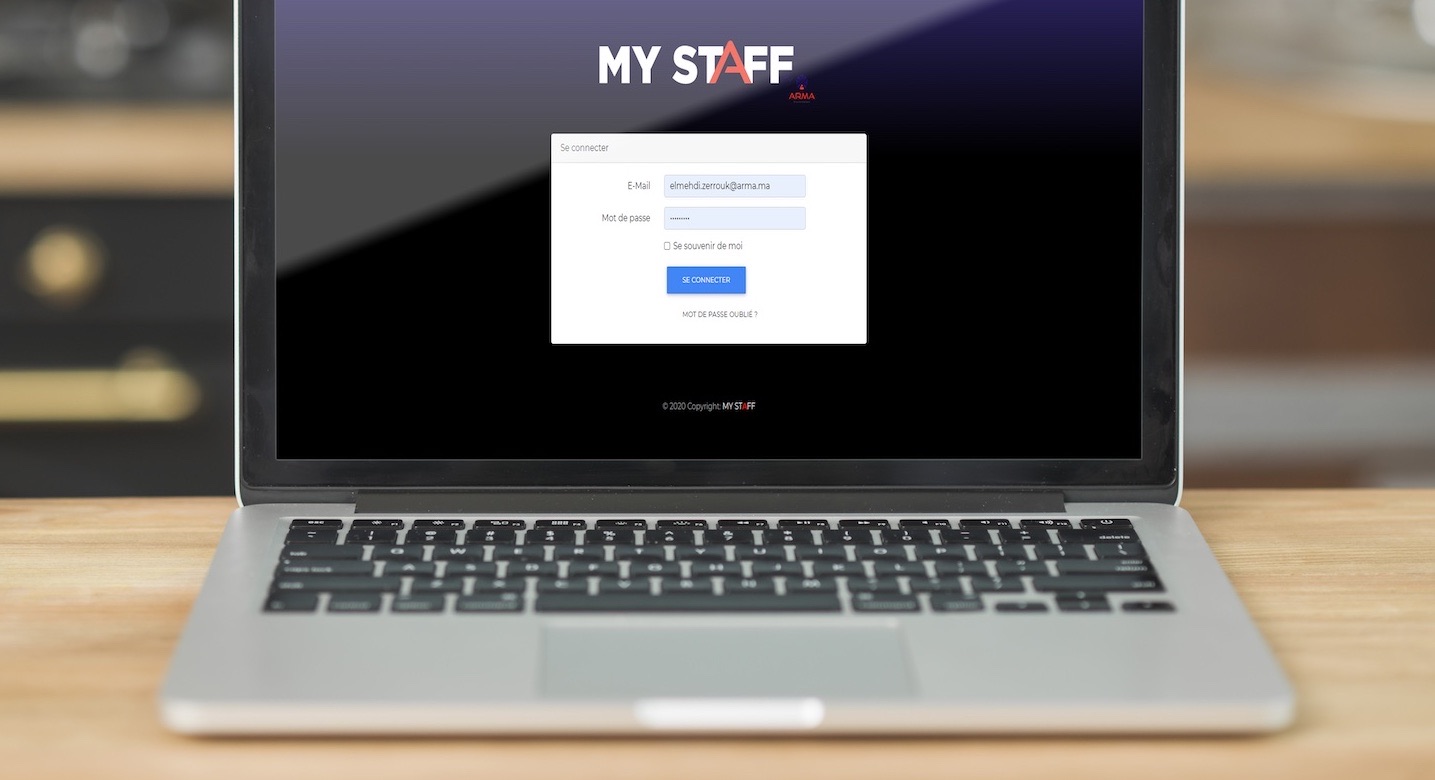 MY STAFF
ARMA
Se connecter
E-Mail elmehdi.zerrouk@arma.ma
Mot de passe •••••••••
Se souvenir de moi
SE CONNECTER
MOT DE PASSE OUBLIÉ ?
© 2020 Copyright: MY STAFF
Q W E R T Y U I O P
delete